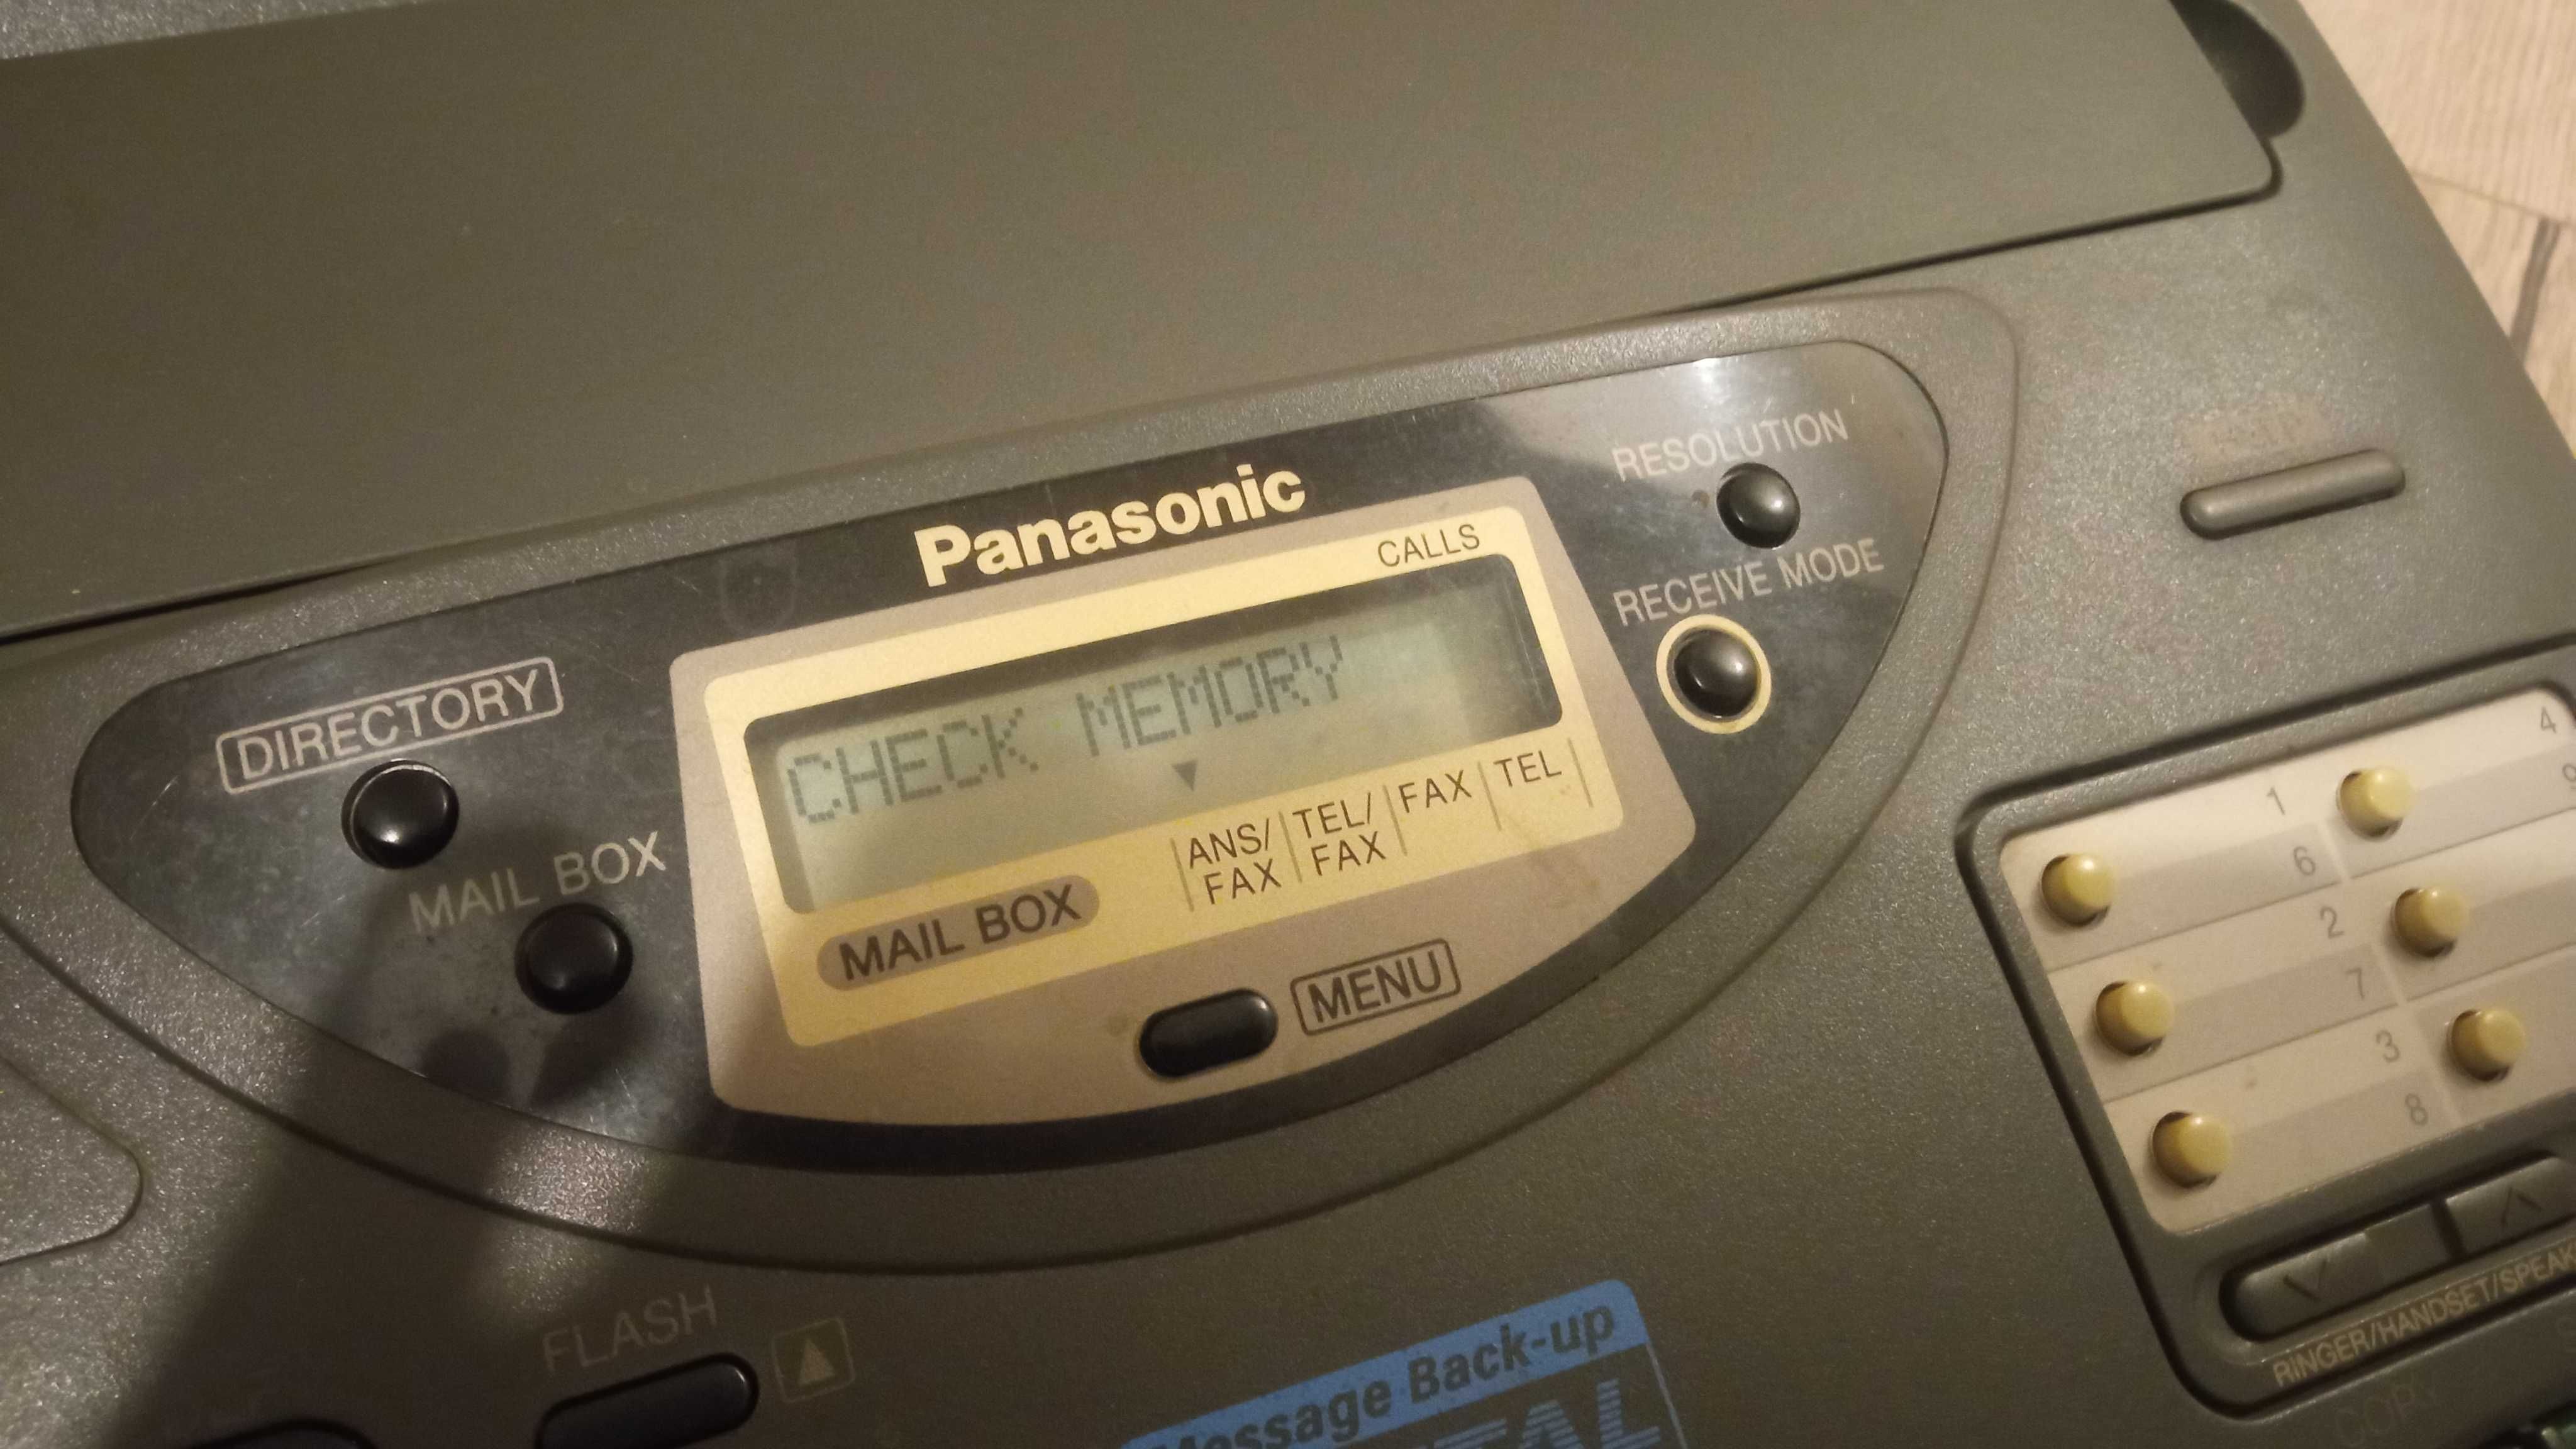 Panasonic
CALLS
CHECK MEMORY
ANS/
FAX
TEL/
FAX
FAX
TEL
MAIL BOX
MENU
DIRECTORY
MAIL BOX
RESOLUTION
RECEIVE MODE
1
4
6
9
2
7
3
8
RINGER/HANDSET/
FLASH
Message Back-up
COPY